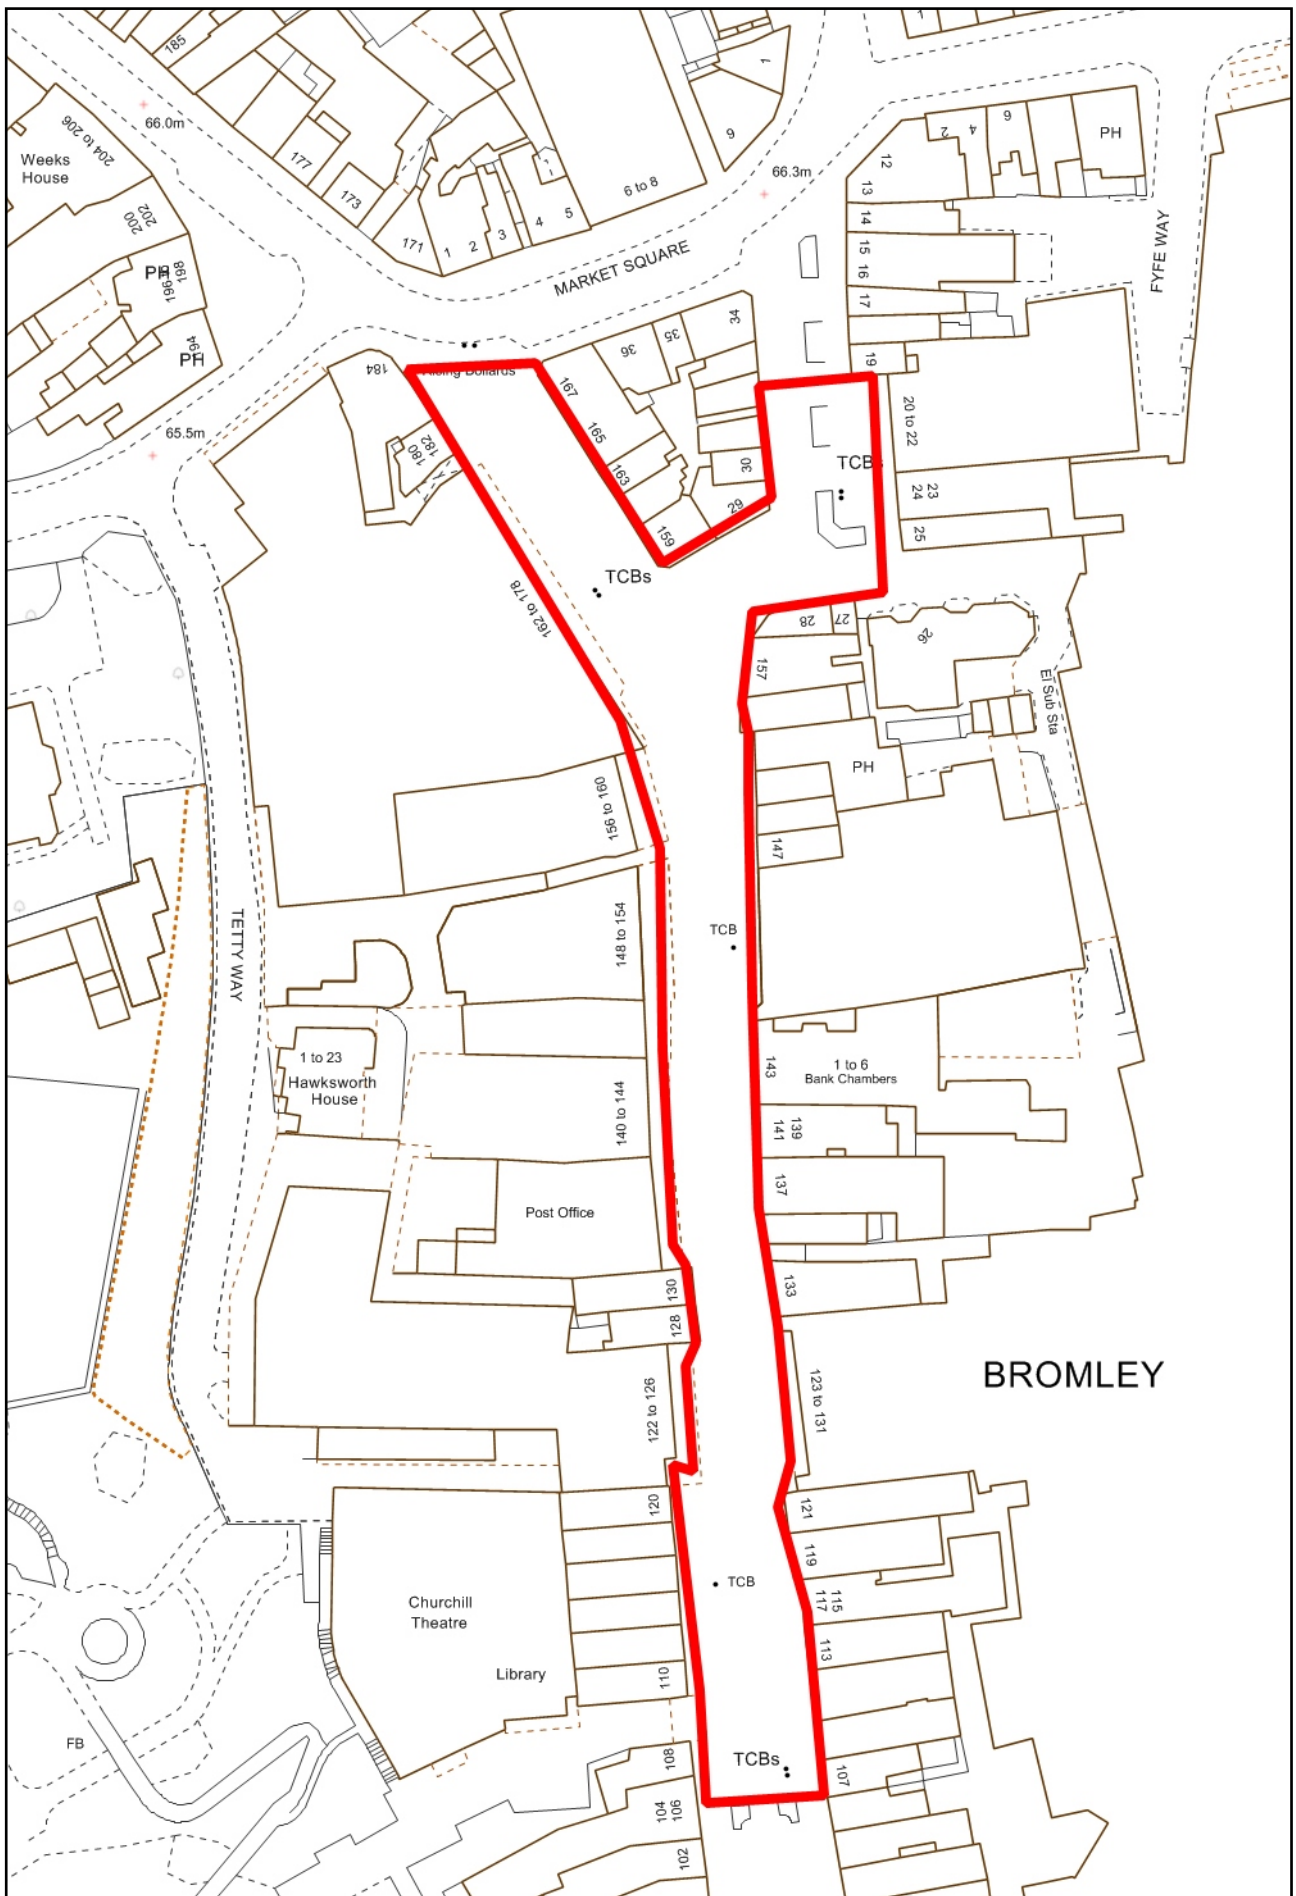 185
1
1
66.0m
204 to 206
Weeks
House
177
173
9
6 to 8
66.3m
2
4
6
PH
12
13
14
15
16
17
19
FYFE WAY
200
202
PH
196
198
194
PH
171
1
2
3
4
5
MARKET SQUARE
184
Rising Bollards
36
35
34
167
165
163
159
30
29
65.5m
180
182
20 to 22
TCBs
23
24
25
TCBs
162 to 178
28
27
26
157
El Sub Sta
PH
156 to 160
147
TETTY WAY
148 to 154
TCB
1 to 23
Hawksworth
House
143
1 to 6
Bank Chambers
140 to 144
139
141
137
Post Office
130
133
128
BROMLEY
122 to 126
123 to 131
120
121
119
TCB
115
117
Churchill
Theatre
113
Library
110
FB
108
TCBs
107
104
106
102